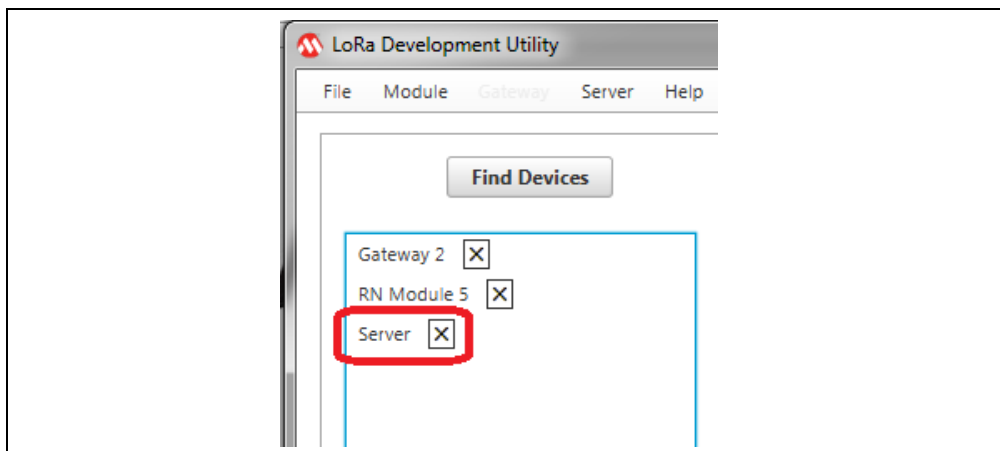 LoRa Development Utility
File Module Gateway Server Help
Find Devices
Gateway 2
RN Module 5
Server